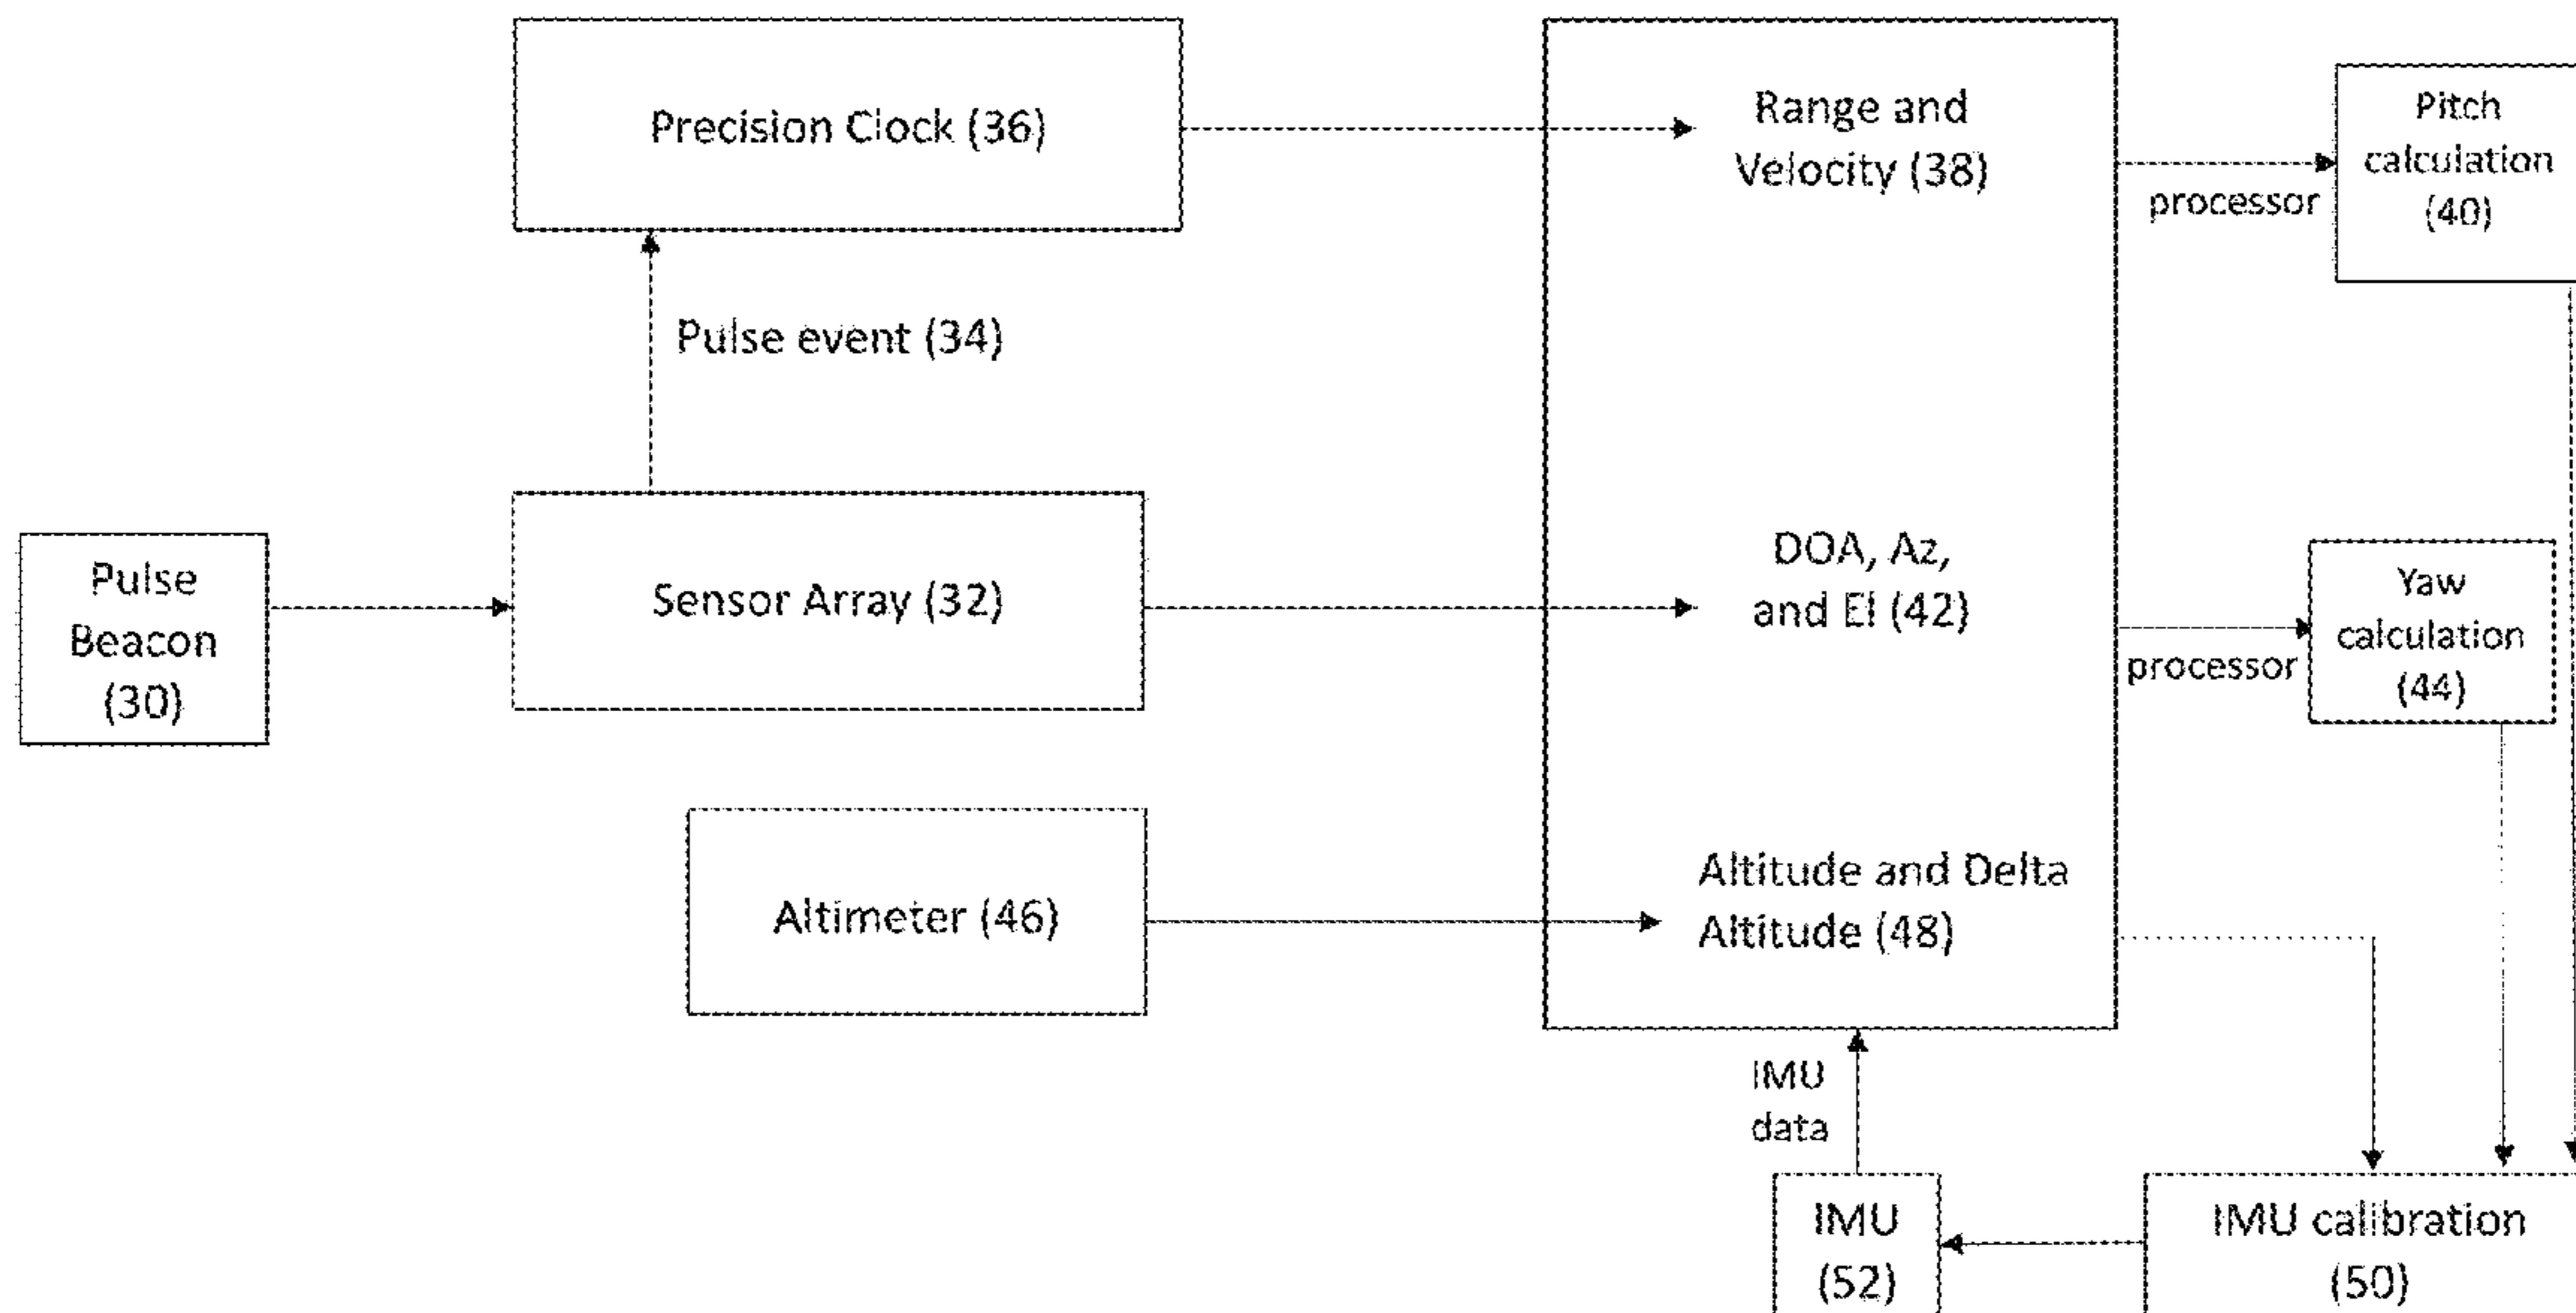 Precision Clock (36)
Range and
Velocity (38)
Pitch
calculation
(40)
processor
Pulse event (34)
Pulse
Beacon
(30)
Sensor Array (32)
DOA, Az,
and El (42)
Yaw
calculation
(44)
processor
Altimeter (46)
Altitude and Delta
Altitude (48)
IMU
data
IMU
(52)
IMU calibration
(50)